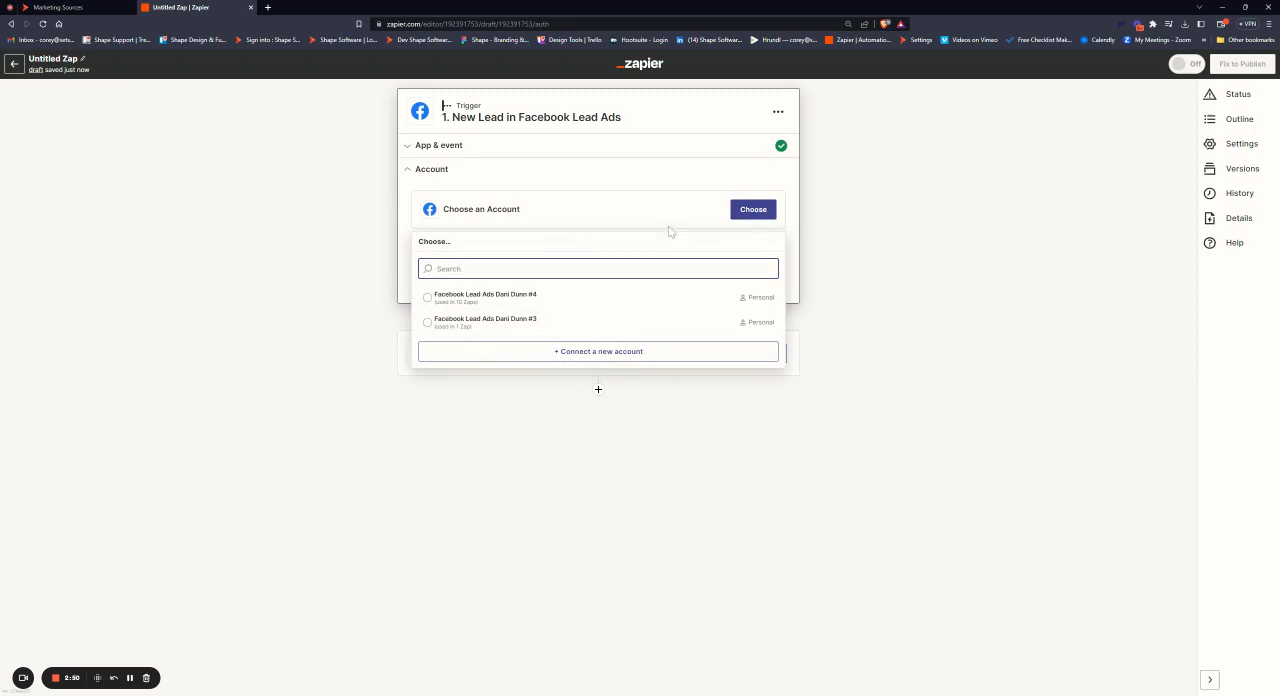 Marketing Sources
Untitled Zap | Zapier
zapier.com/editor/192391753/draft/192391753/auth
VPN
Inbox - corey@sets...
Shape Support | Tre...
Shape Design & Fu...
Sign into : Shape S...
Shape Software | Lo...
Dev Shape Softwar...
Shape - Branding &...
Design Tools | Trello
Hootsuite - Login
(14) Shape Softwar...
Hrundl — corey@s...
Zapier | Automatio...
Settings
Videos on Vimeo
Free Checklist Mak...
Calendly
My Meetings - Zoom
»
Other bookmarks
Untitled Zap
draft saved just now
zapier
Off
Fix to Publish
Trigger
1. New Lead in Facebook Lead Ads
App & event
Account
Choose an Account
Choose
Choose...
Search
Facebook Lead Ads Dani Dunn #4
(used in 10 Zaps)
Personal
Facebook Lead Ads Dani Dunn #3
(used in 1 Zap)
Personal
+ Connect a new account
Status
Outline
Settings
Versions
History
Details
Help
2:50